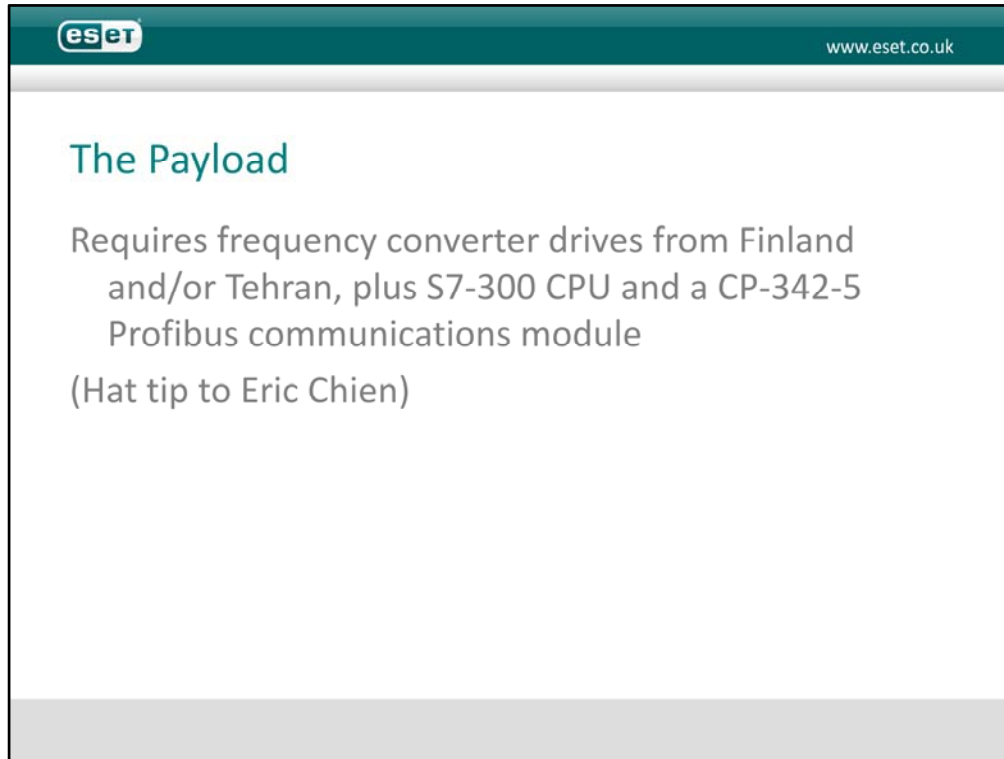 eset
www.eset.co.uk
The Payload
Requires frequency converter drives from Finland
and/or Tehran, plus S7-300 CPU and a CP-342-5
Profibus communications module
(Hat tip to Eric Chien)